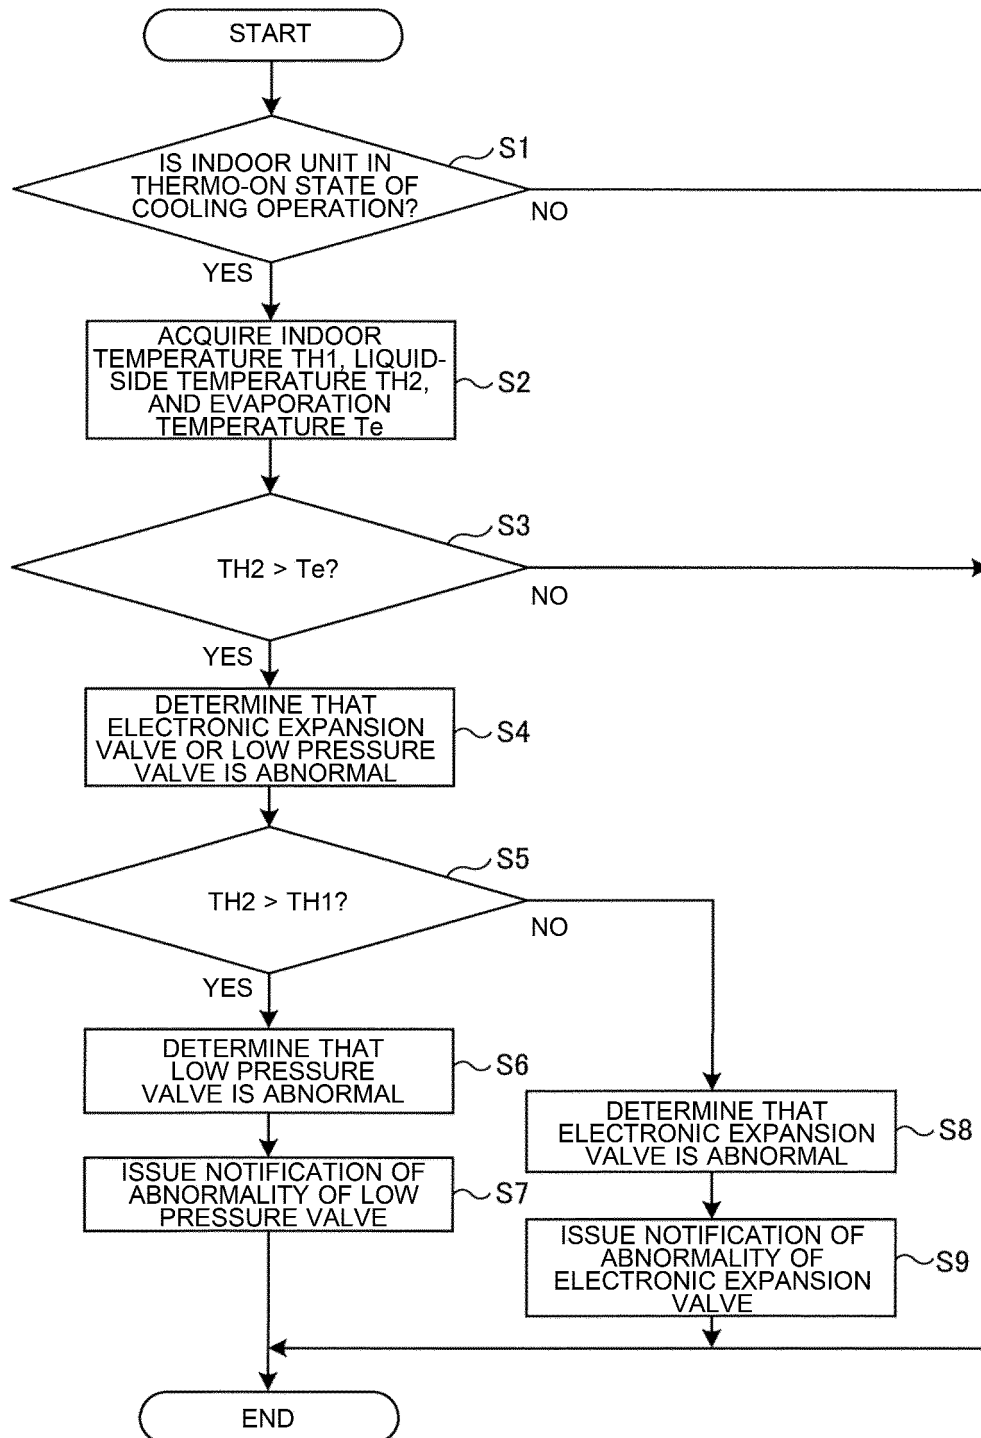 START
S1
IS INDOOR UNIT IN
THERMO-ON STATE OF
COOLING OPERATION?
NO
YES
ACQUIRE INDOOR
TEMPERATURE TH1, LIQUID-
SIDE TEMPERATURE TH2,
AND EVAPORATION
TEMPERATURE Te
S2
S3
TH2 > Te?
NO
YES
DETERMINE THAT
ELECTRONIC EXPANSION
VALVE OR LOW PRESSURE
VALVE IS ABNORMAL
S4
S5
TH2 > TH1?
NO
YES
DETERMINE THAT
LOW PRESSURE
VALVE IS ABNORMAL
S6
ISSUE NOTIFICATION OF
ABNORMALITY OF LOW
PRESSURE VALVE
S7
DETERMINE THAT
ELECTRONIC EXPANSION
VALVE IS ABNORMAL
S8
ISSUE NOTIFICATION OF
ABNORMALITY OF
ELECTRONIC EXPANSION
VALVE
S9
END